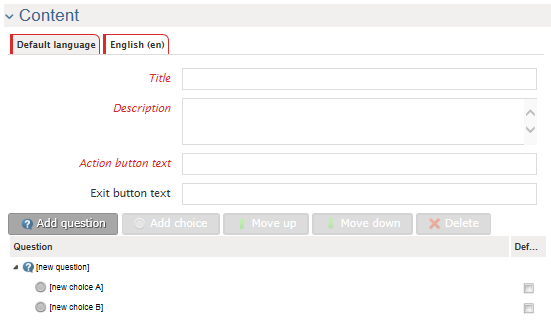 Content
Default language English (en)
Title
Description
Action button text
Exit button text
Add question Add choice Move up Move down Delete
Question Def...
[new question]
[new choice A]
[new choice B]